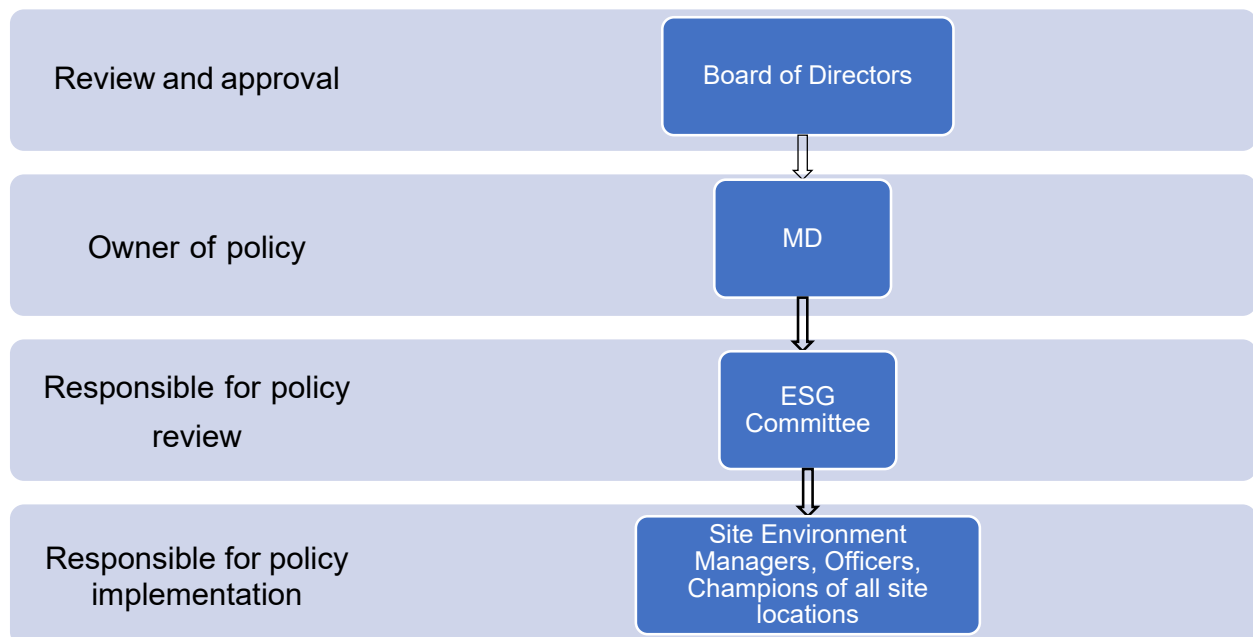 Review and approval
Board of Directors
Owner of policy
MD
Responsible for policy
review
ESG
Committee
Responsible for policy
implementation
Site Environment
Managers, Officers,
Champions of all site
locations